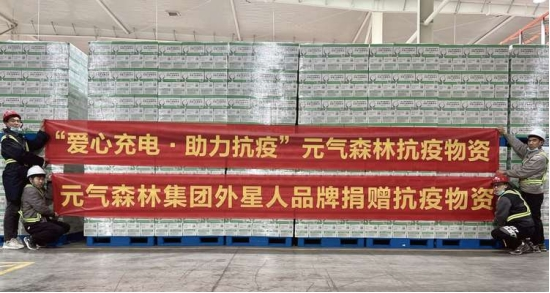 “爱心充电·助力抗疫”元气森林抗疫物资
元气森林集团外星人品牌捐赠抗疫物资